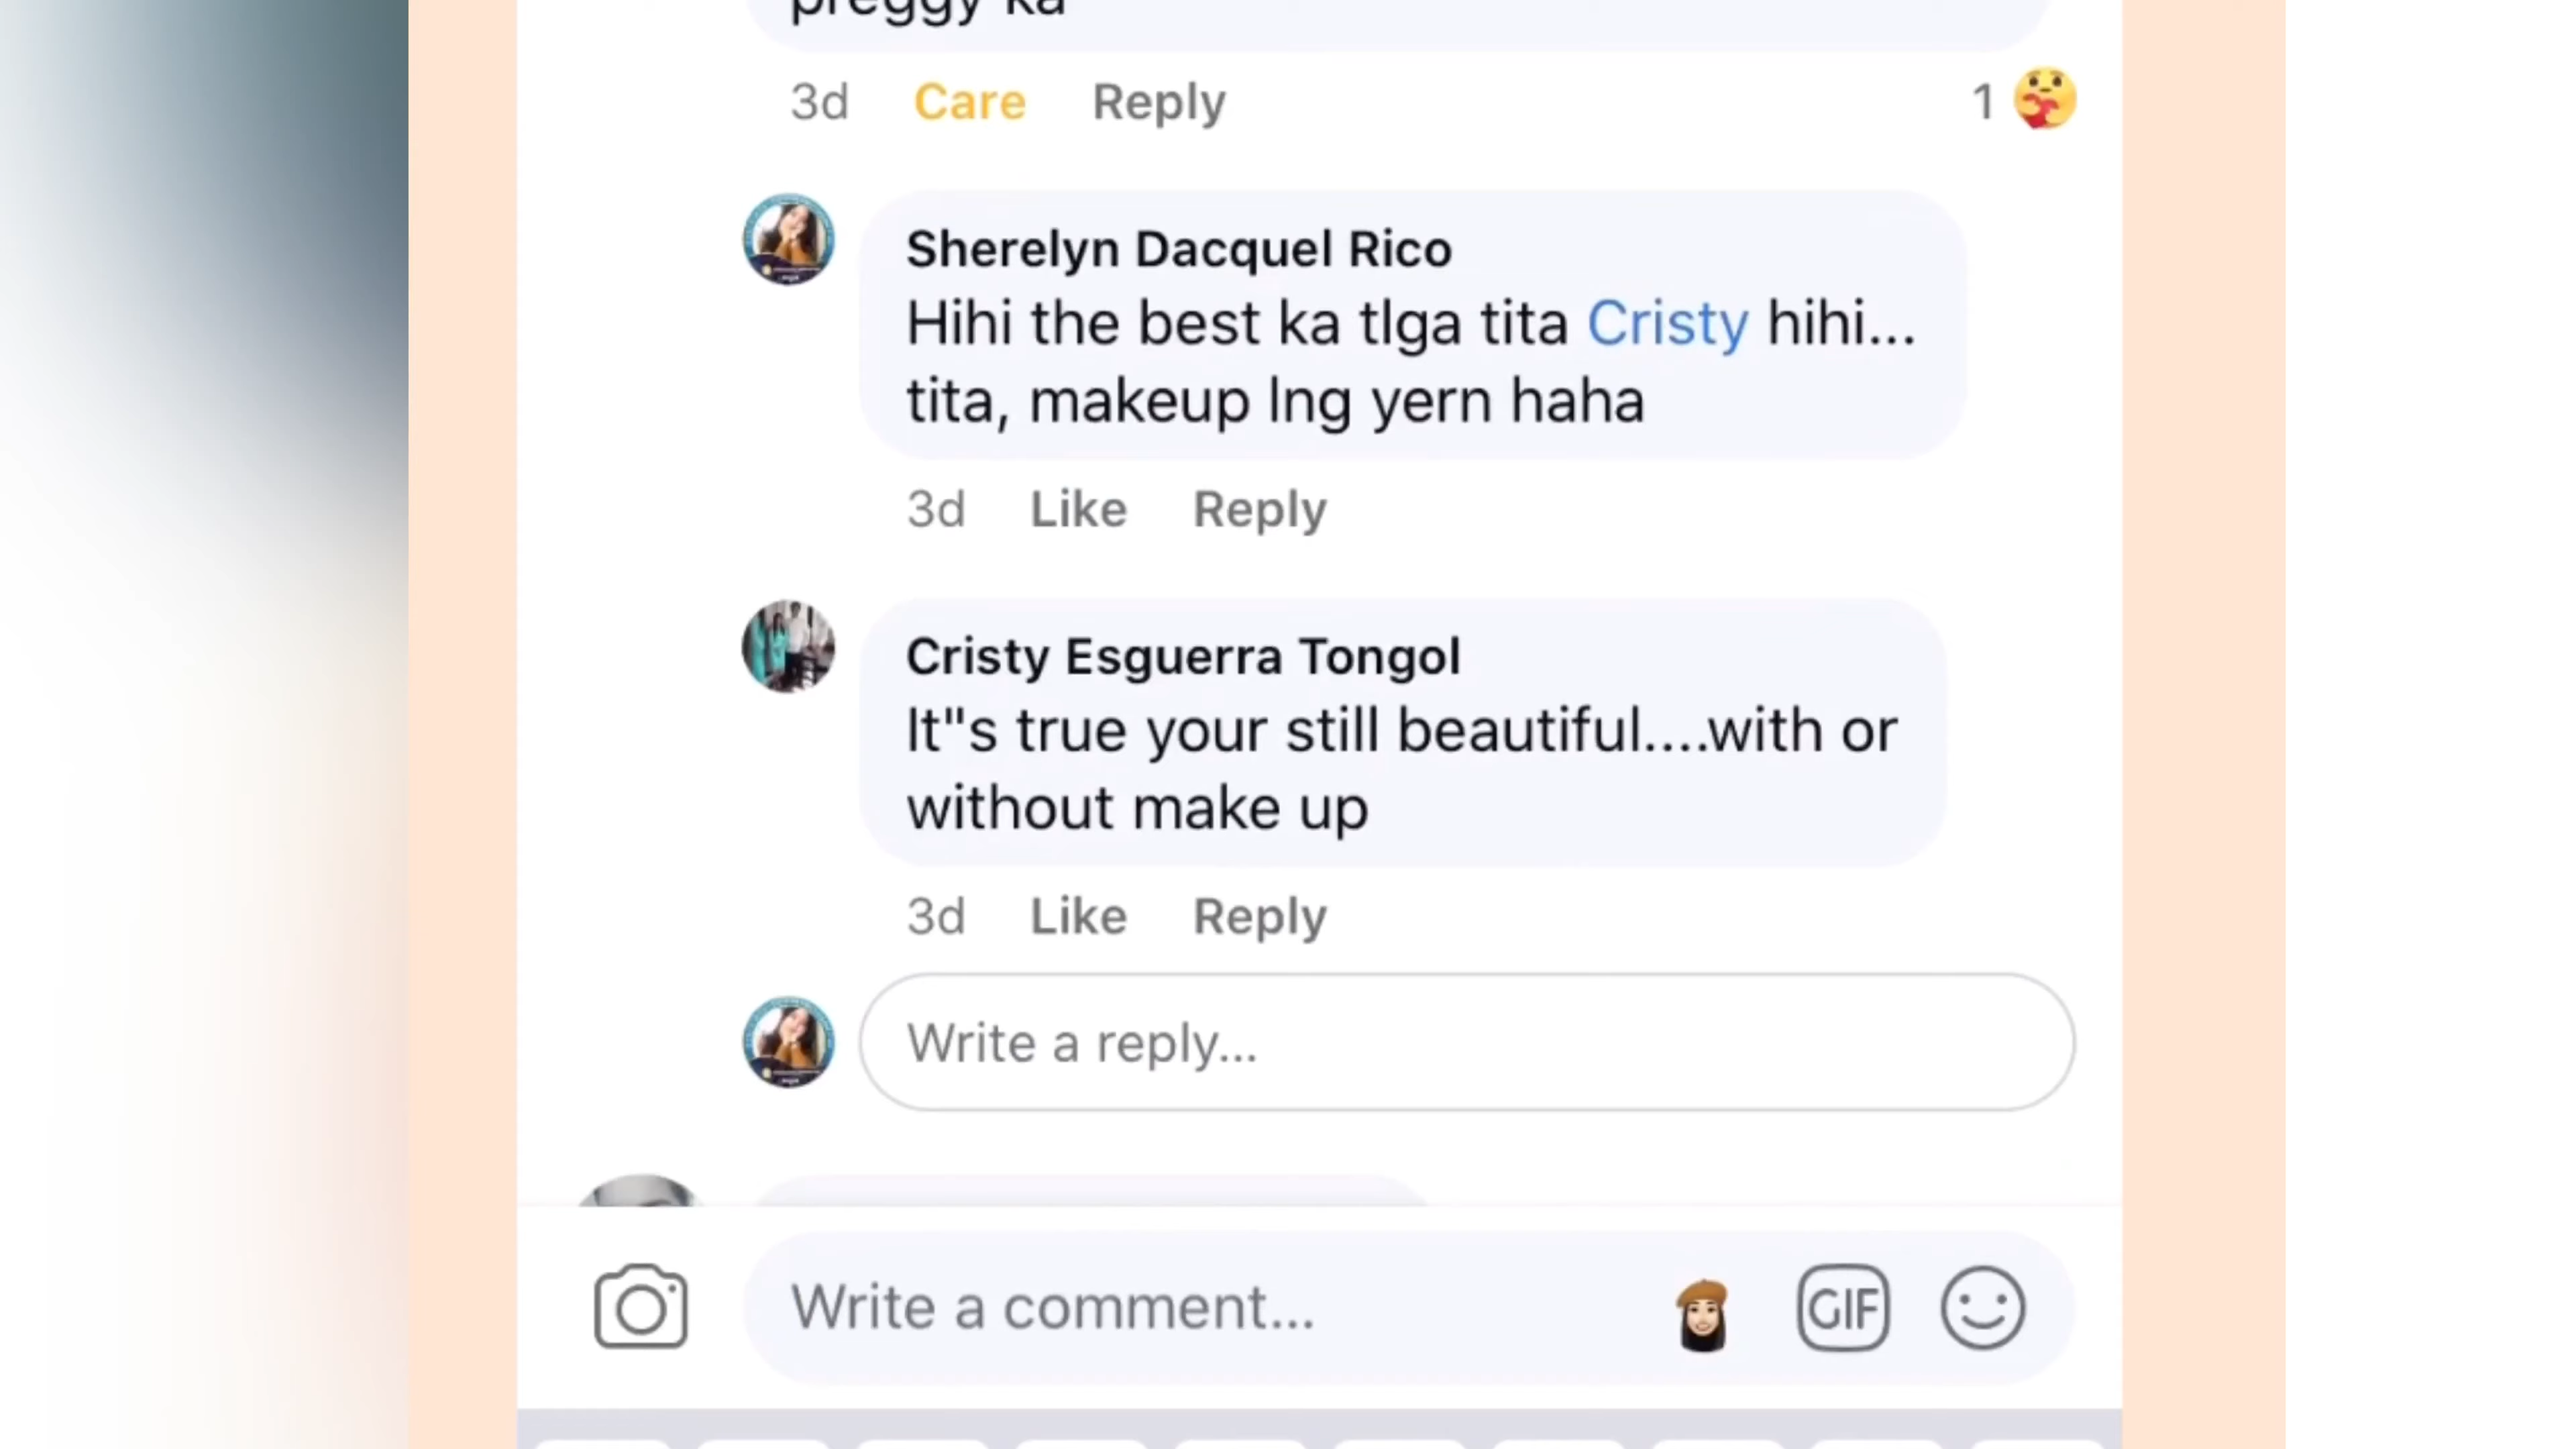 preggy ka
3d Care Reply 1
Sherelyn Dacquel Rico
Hihi the best ka tlga tita Cristy hihi...
tita, makeup lng yern haha
3d Like Reply
Cristy Esguerra Tongol
It"s true your still beautiful....with or
without make up
3d Like Reply
Write a reply...
Write a comment... GIF